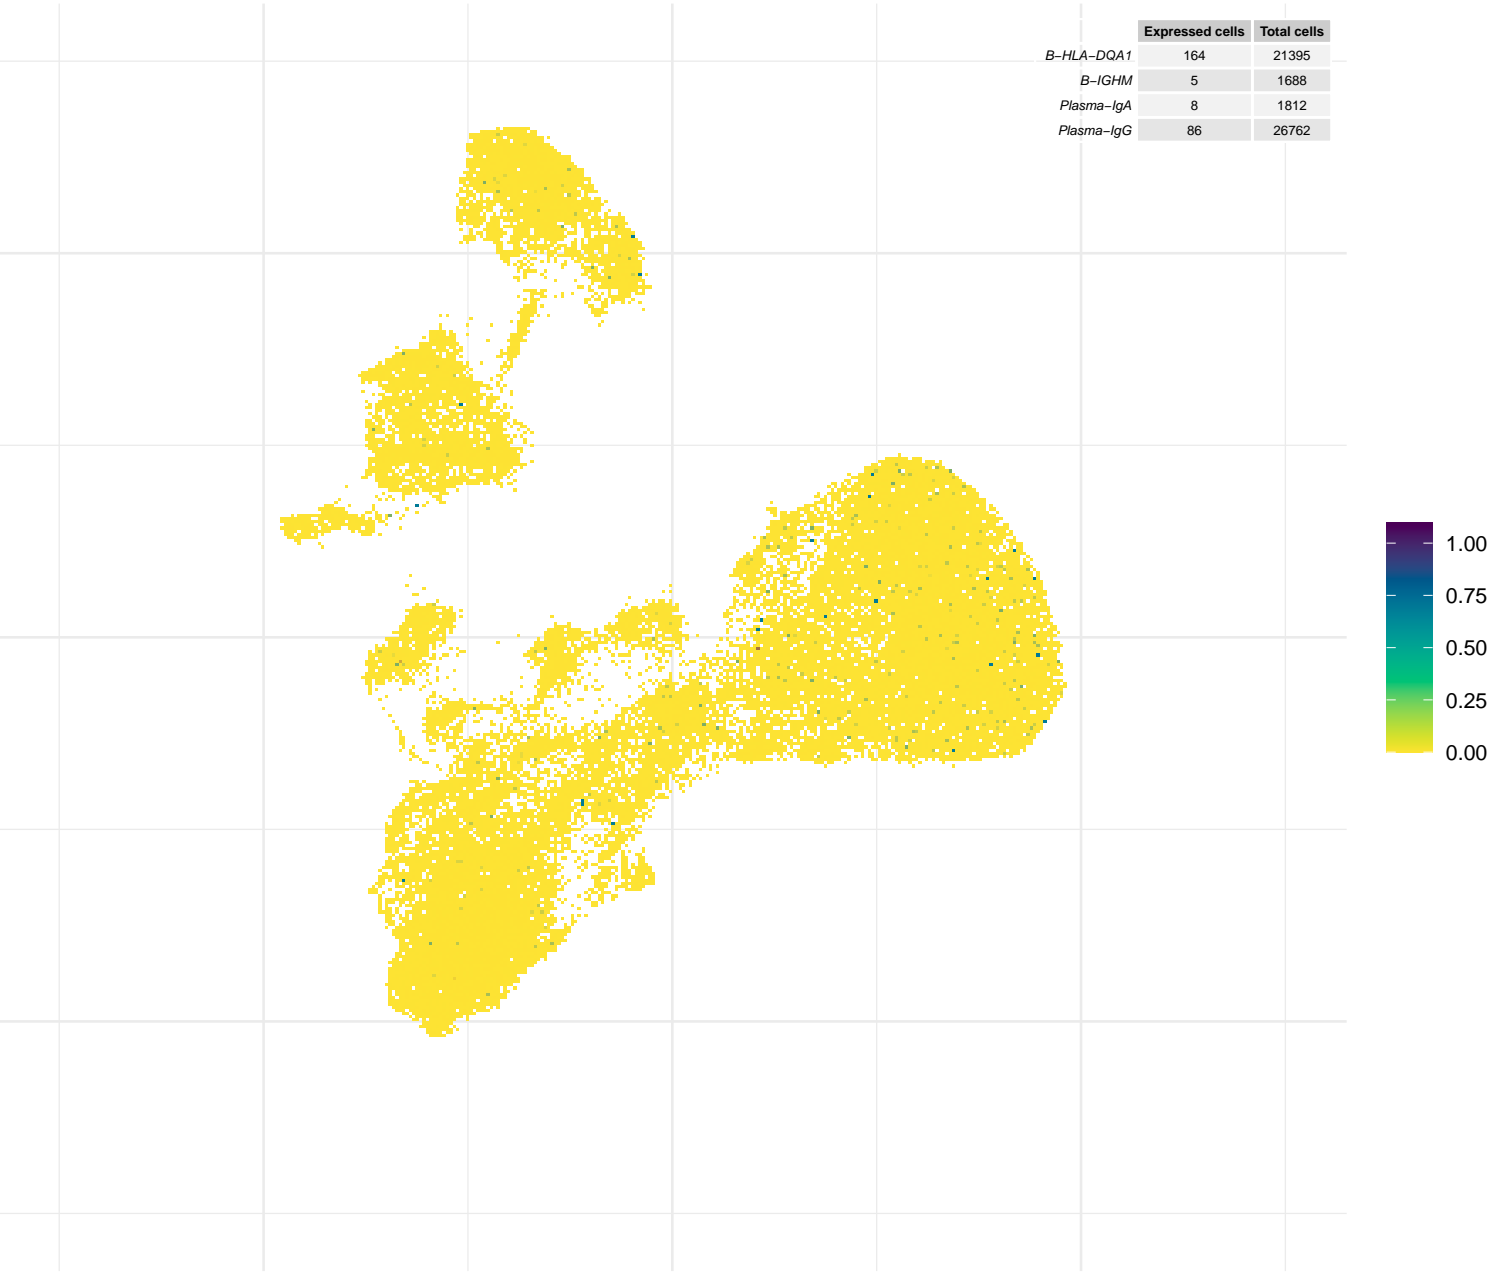 Expressed cells Total cells
B−HLA−DQA1 164 21395
B−IGHM 5 1688
Plasma−IgA 8 1812
Plasma−IgG 86 26762
1.00
0.75
0.50
0.25
0.00